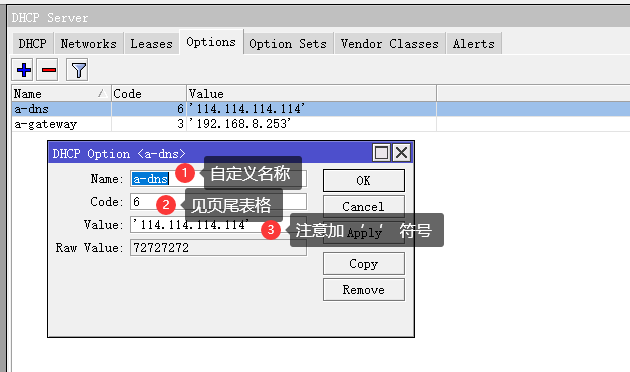 DHCP Server
DHCP Networks Leases Options Option Sets Vendor Classes Alerts
Name Code Value
a-dns 6 '114.114.114.114'
a-gateway 3 '192.168.8.253'
DHCP Option <a-dns>
Name: a-dns 1 自定义名称 OK
Code: 6 2 见页尾表格 Cancel
Value: '114.114.114.114' 3 注意加 ' ' 符号 Apply
Raw Value: 72727272
Copy
Remove